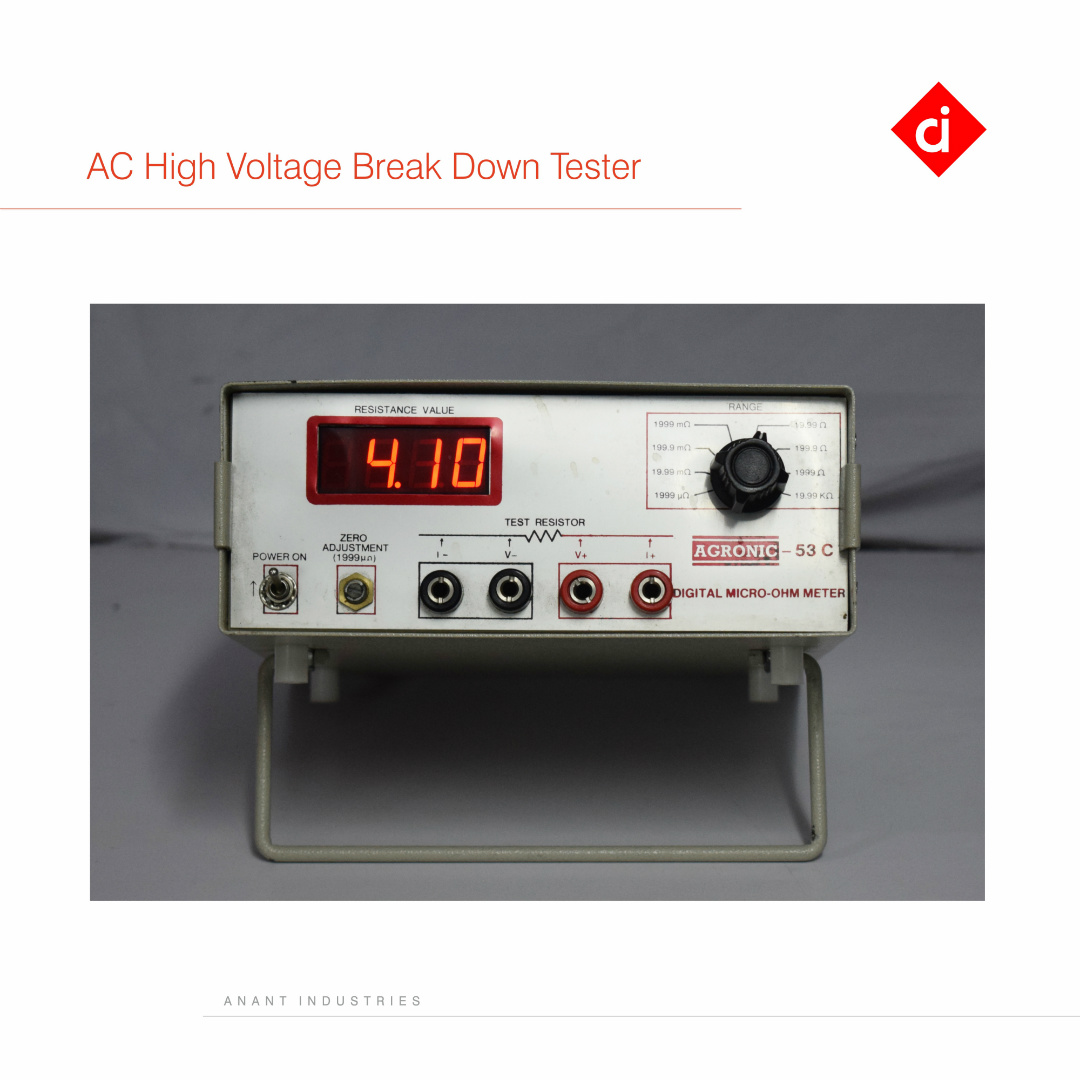 AC High Voltage Break Down Tester
RESISTANCE VALUE
4.10
RANGE
1999 mΩ
19.99 Ω
199.9 mΩ
199.9 Ω
19.99 mΩ
1999 Ω
1999 µΩ
19.99 KΩ
TEST RESISTOR
I −
V−
V+
I +
POWER ON
ZERO
ADJUSTMENT
(1999µΩ)
AGRONIC – 53 C
DIGITAL MICRO-OHM METER
ANANT INDUSTRIES